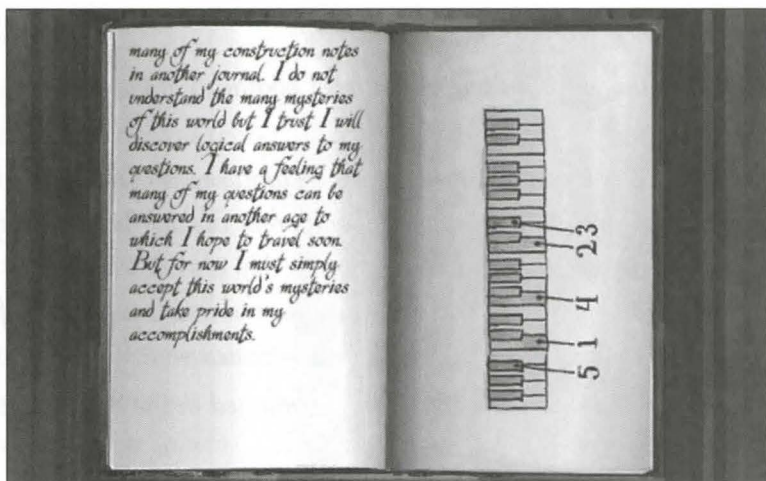 many of my construction notes
in another journal. I do not
understand the many mysteries
of this world but I trust I will
discover logical answers to my
questions. I have a feeling that
many of my questions can be
answered in another age to
which I hope to travel soon.
But for now I must simply
accept this world's mysteries
and take pride in my
accomplishments.
5 1 4 2 3